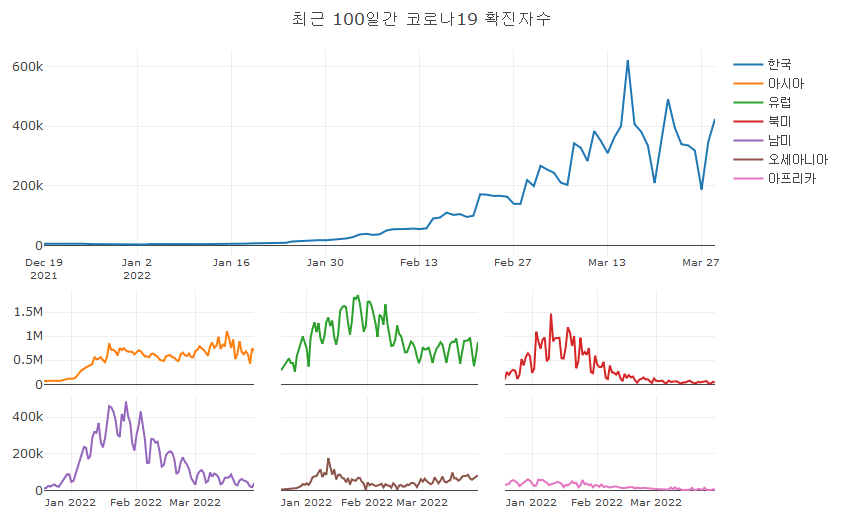 최근 100일간 코로나19 확진자수
600k
400k
200k
0
Dec 19
2021
Jan 2
2022
Jan 16
Jan 30
Feb 13
Feb 27
Mar 13
Mar 27
한국
아시아
유럽
북미
남미
오세아니아
아프리카
1.5M
1M
0.5M
0
400k
200k
0
Jan 2022
Feb 2022
Mar 2022
Jan 2022
Feb 2022
Mar 2022
Jan 2022
Feb 2022
Mar 2022